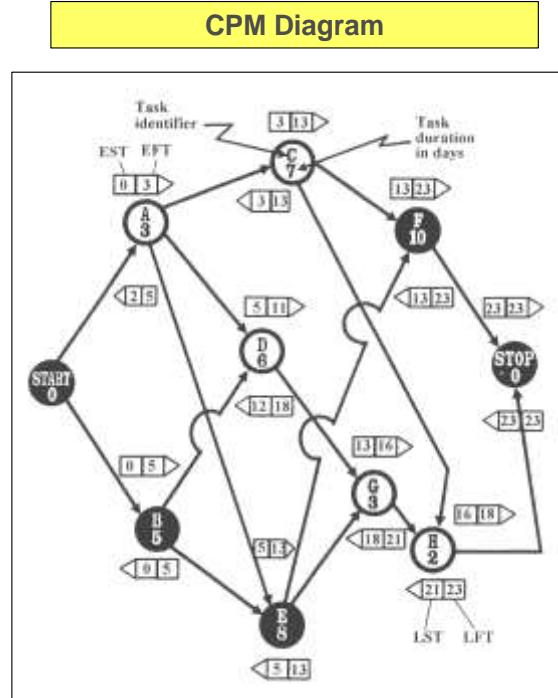 CPM Diagram
Task
identifier
3 13
Task
duration
in days
EST EFT
0 3
C
7
13 23
A
3
3 13
F
10
2 5
5 11
13 23
23 23
D
6
START
0
STOP
0
12 18
23 23
0 5
13 16
G
3
16 18
B
5
5 13
18 21
H
2
0 5
21 23
E
8
LST LFT
5 13